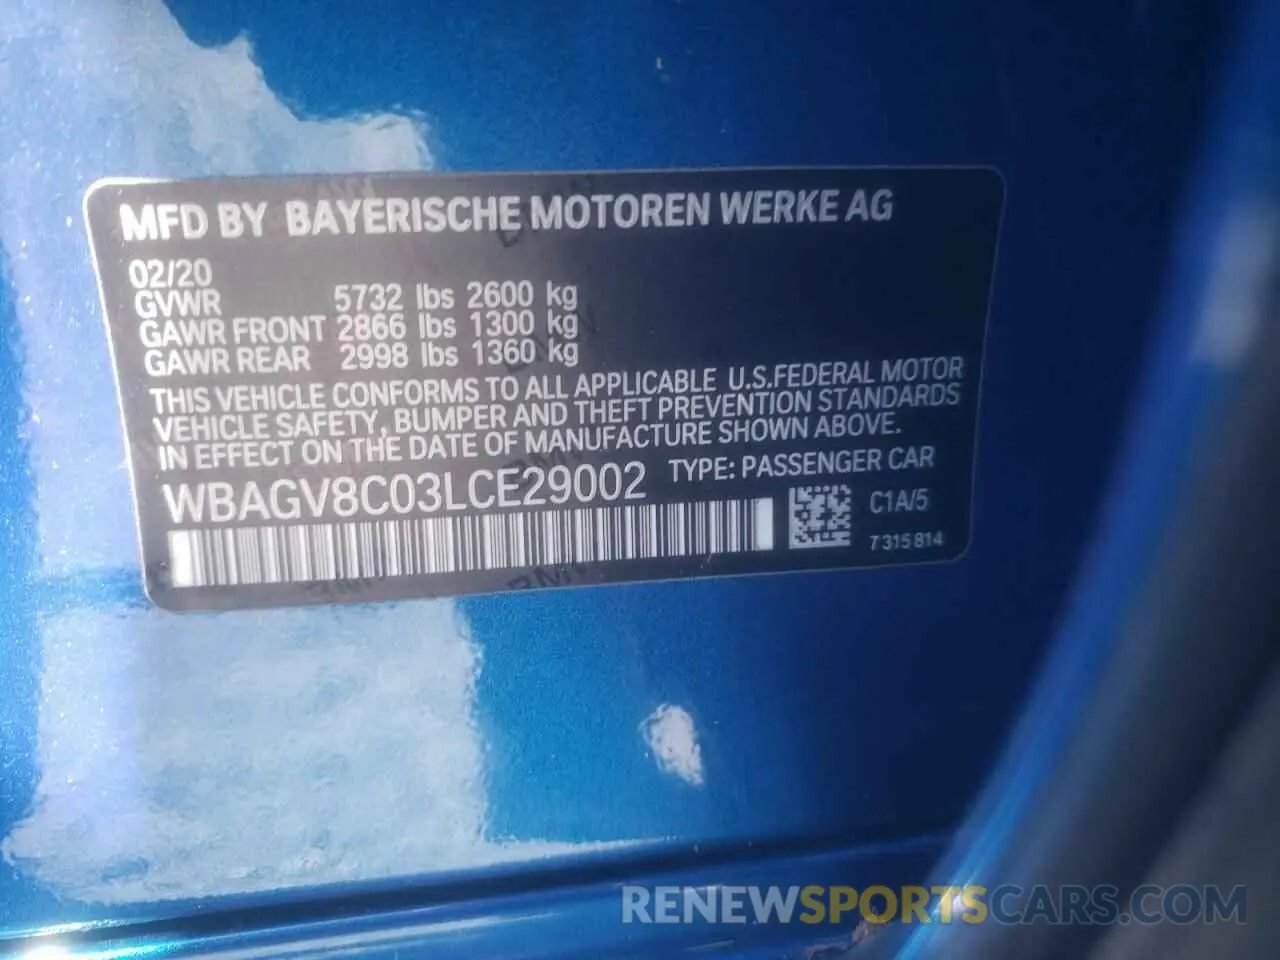 MFD BY BAYERISCHE MOTOREN WERKE AG
02/20
GVWR 5732 lbs 2600 kg
GAWR FRONT 2866 lbs 1300 kg
GAWR REAR 2998 lbs 1360 kg
THIS VEHICLE CONFORMS TO ALL APPLICABLE U.S.FEDERAL MOTOR
VEHICLE SAFETY, BUMPER AND THEFT PREVENTION STANDARDS
IN EFFECT ON THE DATE OF MANUFACTURE SHOWN ABOVE.
WBAGV8C03LCE29002 TYPE: PASSENGER CAR
C1A/5
7315814
RENEWSPORTSCARS.COM